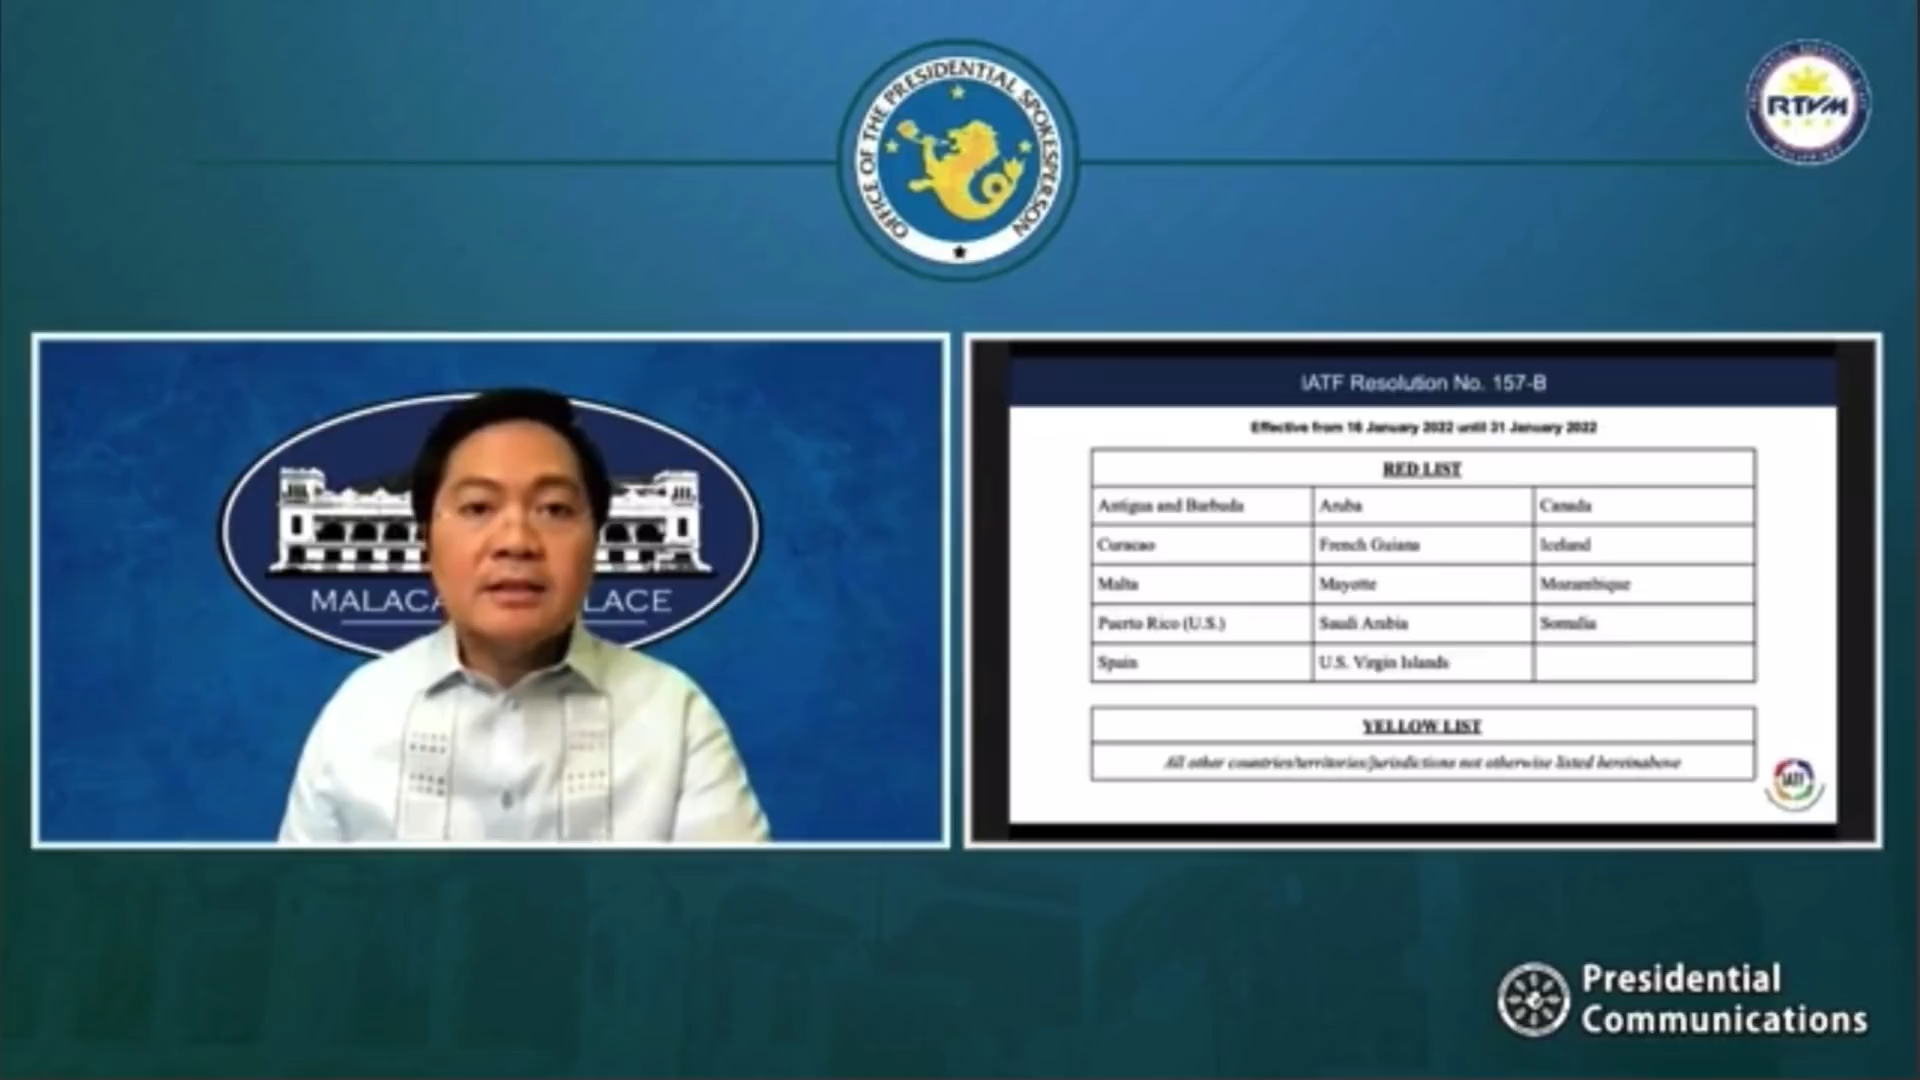 OFFICE OF THE PRESIDENTIAL SPOKESPERSON
RTVM
PHILIPPINES
MALACA LACE
IATF Resolution No. 157-B
Effective from 16 January 2022 until 31 January 2022
RED LIST
Antigua and Barbuda Aruba Canada
Curacao French Guiana Iceland
Malta Mayotte Mozambique
Puerto Rico (U.S.) Saudi Arabia Somalia
Spain U.S. Virgin Islands
YELLOW LIST
All other countries/territories/jurisdictions not otherwise listed hereinabove
IATF
Presidential
Communications